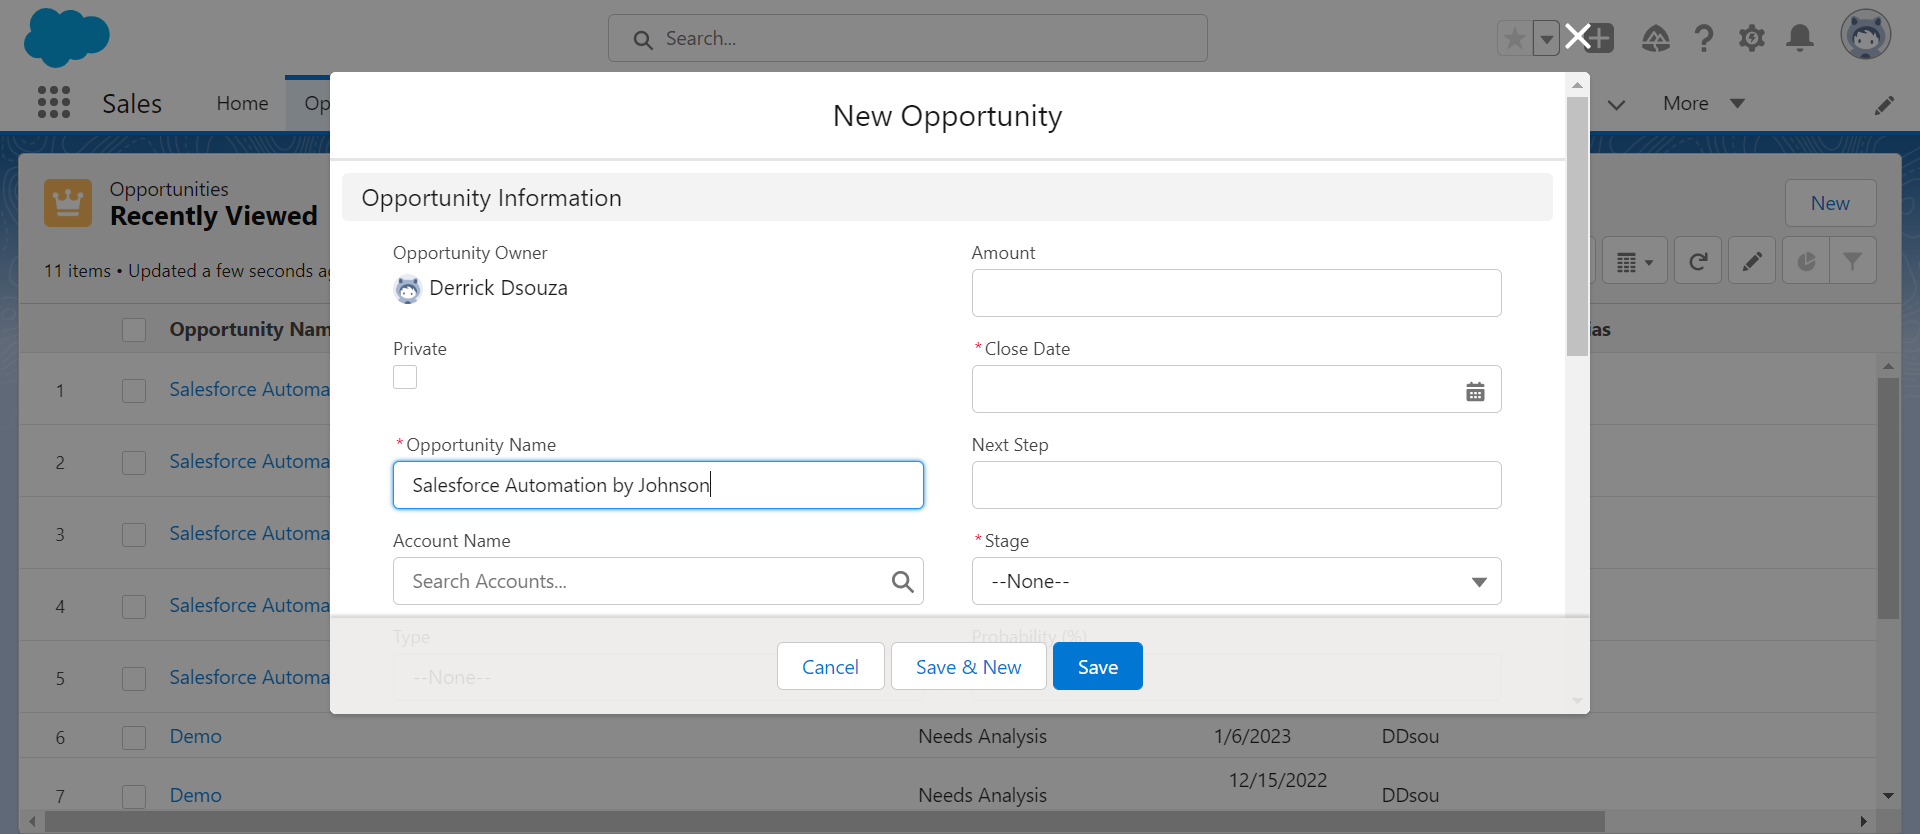 Search...
Sales
Home
Op
More
New Opportunity
Opportunity Information
Opportunities
Recently Viewed
New
11 items • Updated a few seconds a
Opportunity Owner
Derrick Dsouza
Amount
Opportunity Nam
ias
Private
*Close Date
1 Salesforce Automa
*Opportunity Name
Salesforce Automation by Johnson
Next Step
2 Salesforce Automa
Account Name
Search Accounts...
*Stage
--None--
3 Salesforce Automa
4 Salesforce Automa
Type
--None--
Probability (%)
Cancel
Save & New
Save
5 Salesforce Automa
6 Demo Needs Analysis 1/6/2023 DDsou
7 Demo Needs Analysis 12/15/2022 DDsou